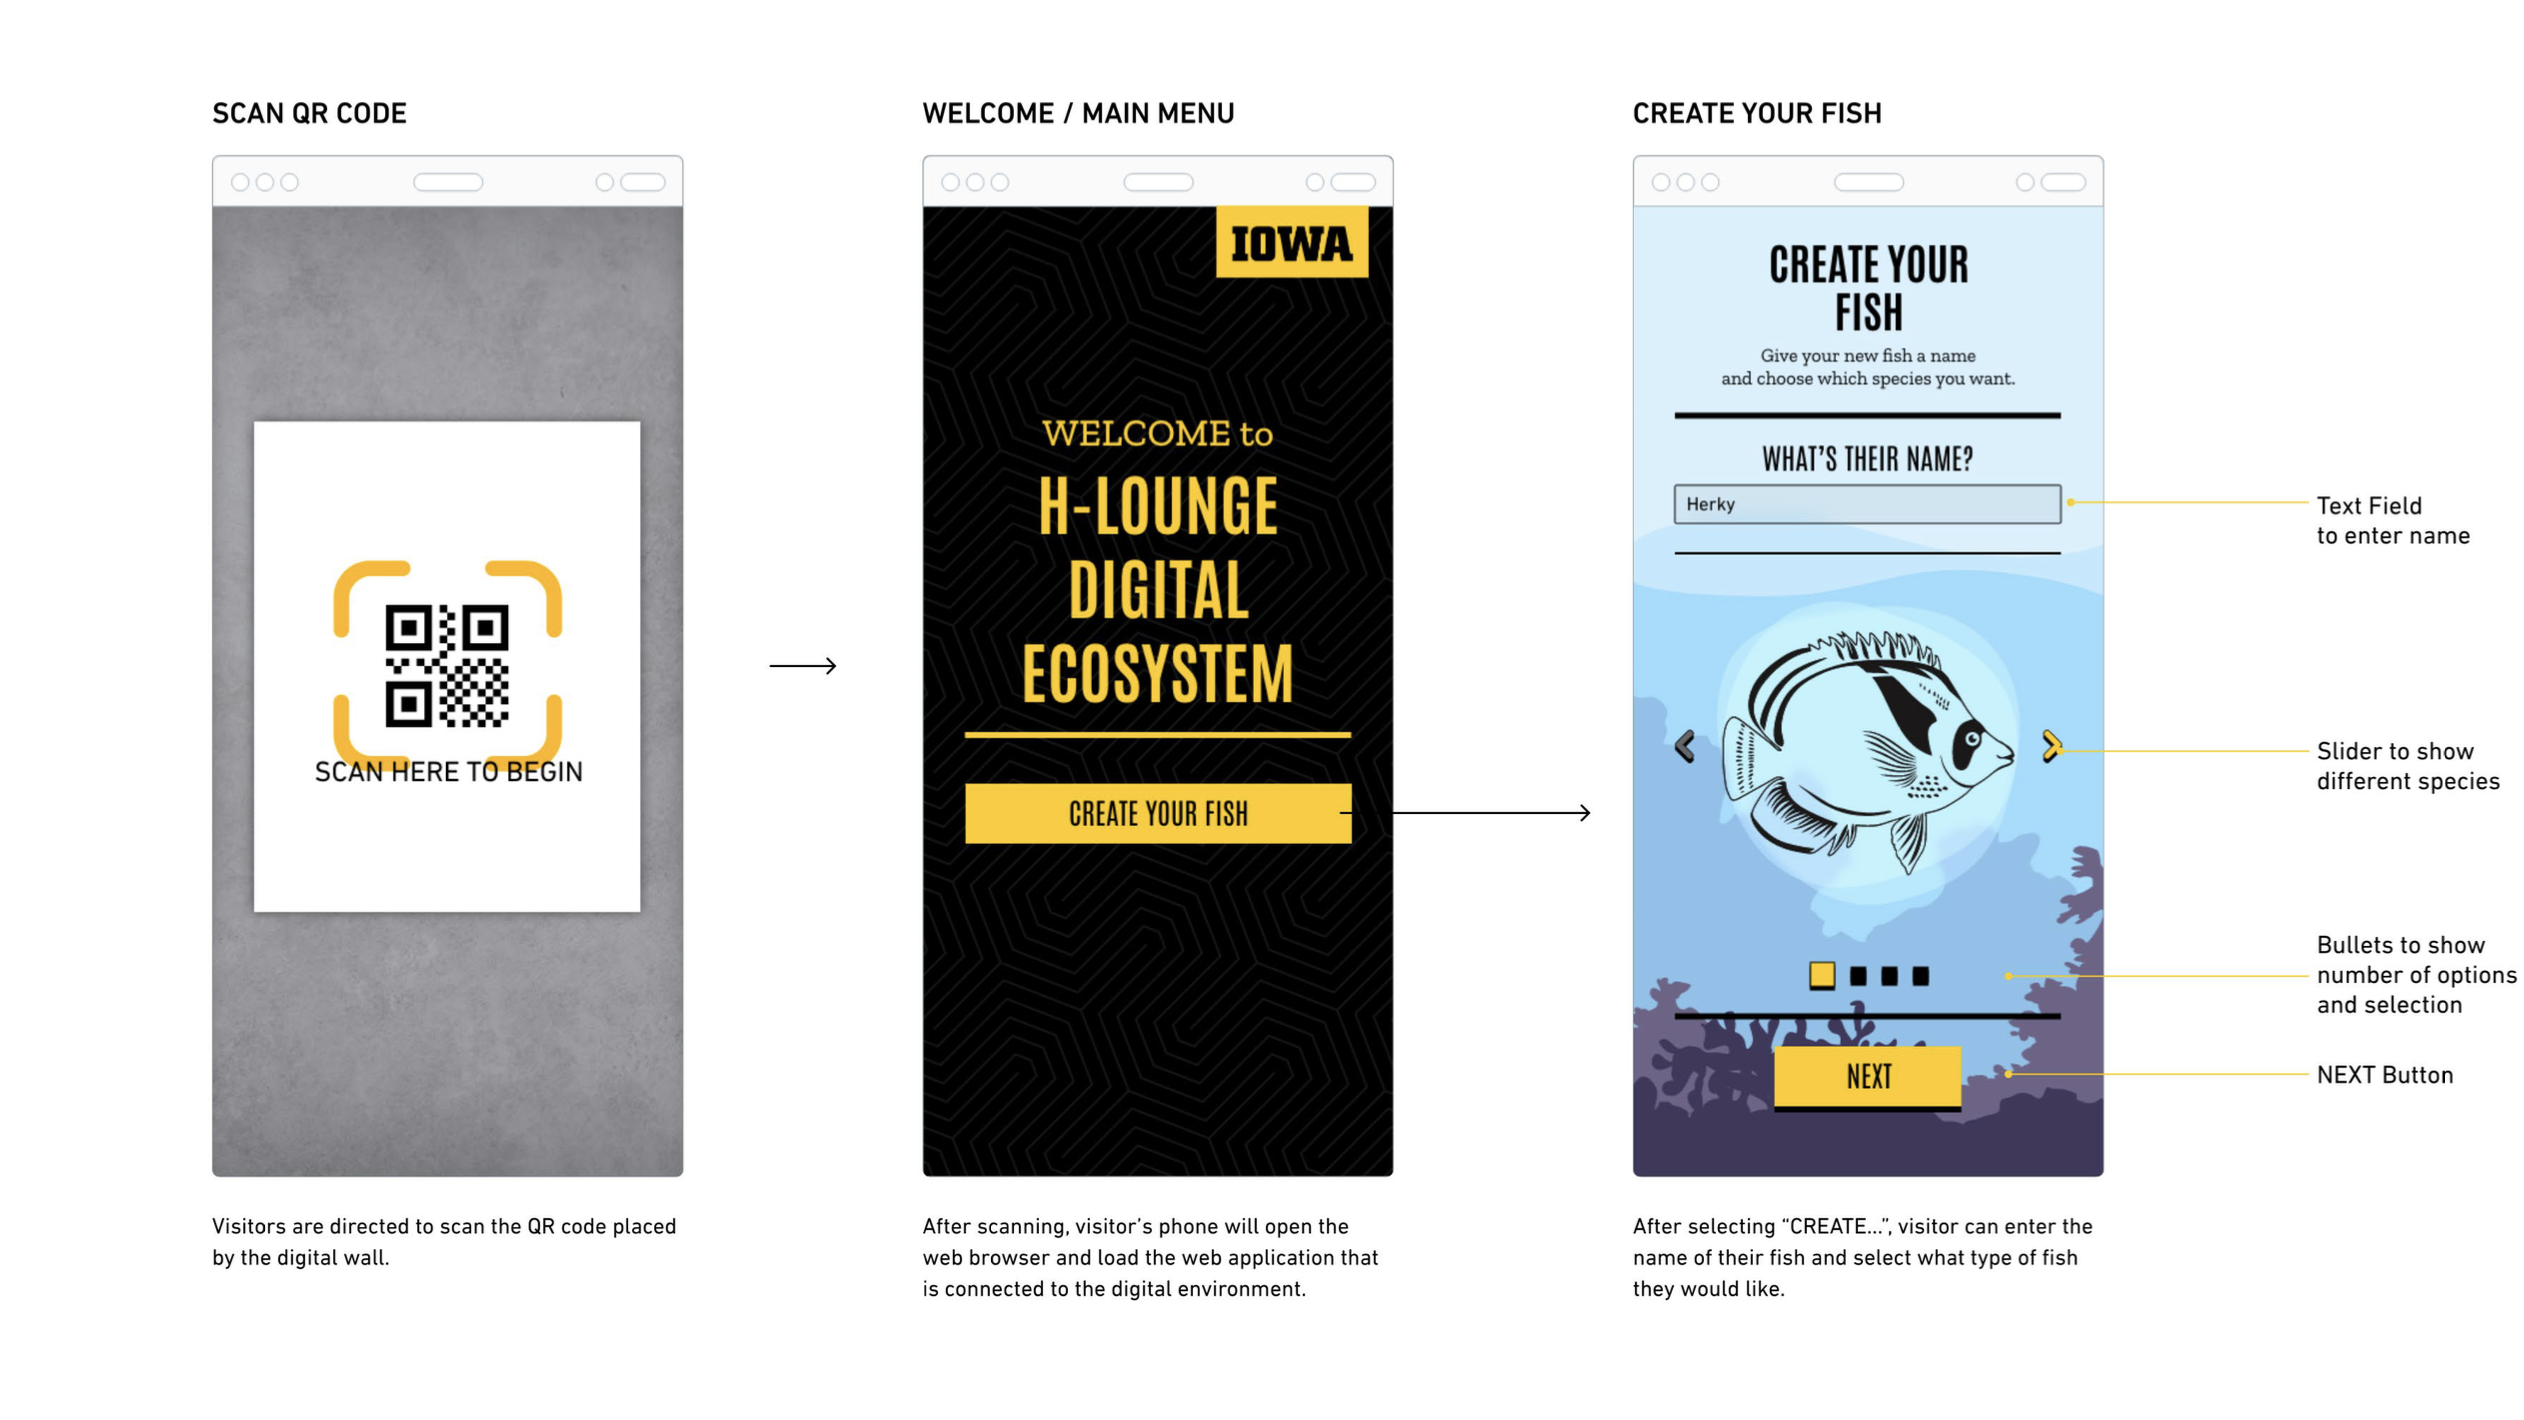 SCAN QR CODE
SCAN HERE TO BEGIN
Visitors are directed to scan the QR code placed
by the digital wall.
WELCOME / MAIN MENU
IOWA
WELCOME to
H-LOUNGE
DIGITAL
ECOSYSTEM
CREATE YOUR FISH
After scanning, visitor’s phone will open the
web browser and load the web application that
is connected to the digital environment.
CREATE YOUR FISH
CREATE YOUR
FISH
Give your new fish a name
and choose which species you want.
WHAT’S THEIR NAME?
Herky
NEXT
Text Field
to enter name
Slider to show
different species
Bullets to show
number of options
and selection
NEXT Button
After selecting “CREATE...”, visitor can enter the
name of their fish and select what type of fish
they would like.